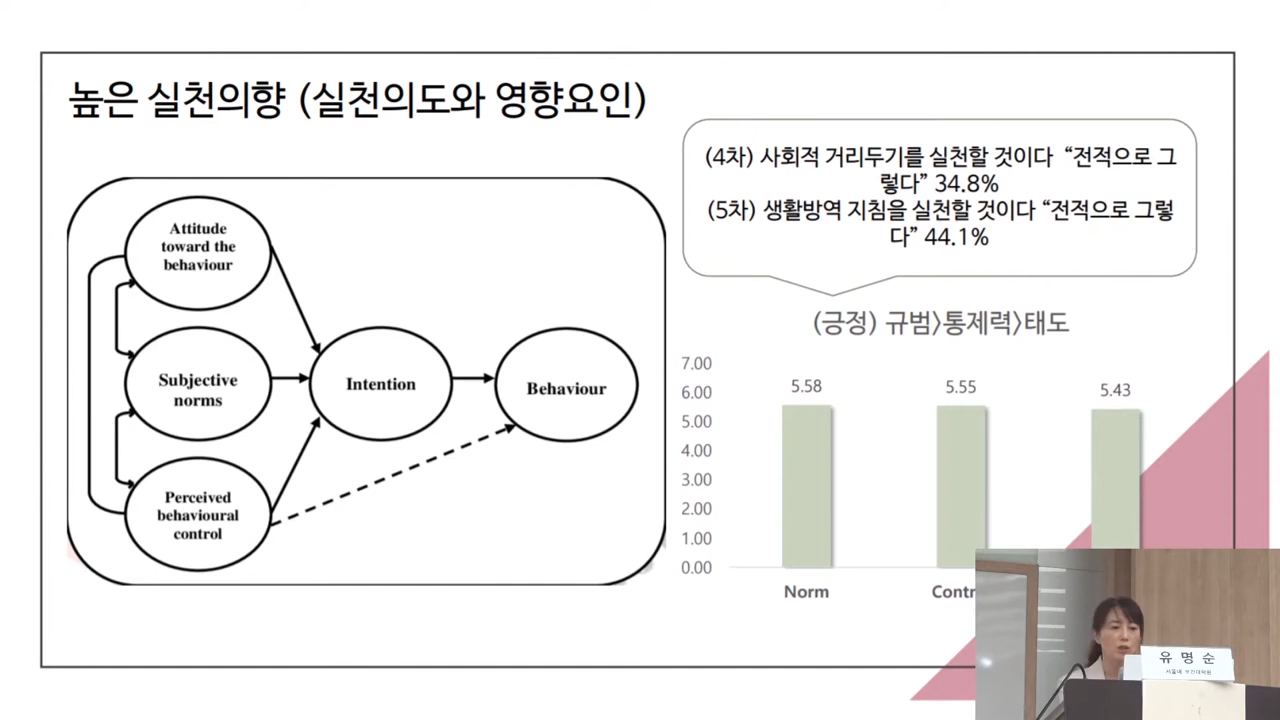 높은 실천의향 (실천의도와 영향요인)
(4차) 사회적 거리두기를 실천할 것이다 “전적으로 그
렇다” 34.8%
(5차) 생활방역 지침을 실천할 것이다 “전적으로 그렇
다” 44.1%
Attitude
toward the
behaviour
Subjective
norms
Perceived
behavioural
control
Intention
Behaviour
(긍정) 규범>통제력>태도
7.00
6.00
5.00
4.00
3.00
2.00
1.00
0.00
5.58
5.55
5.43
Norm
Contr
유 명 순
서울대 보건대학원